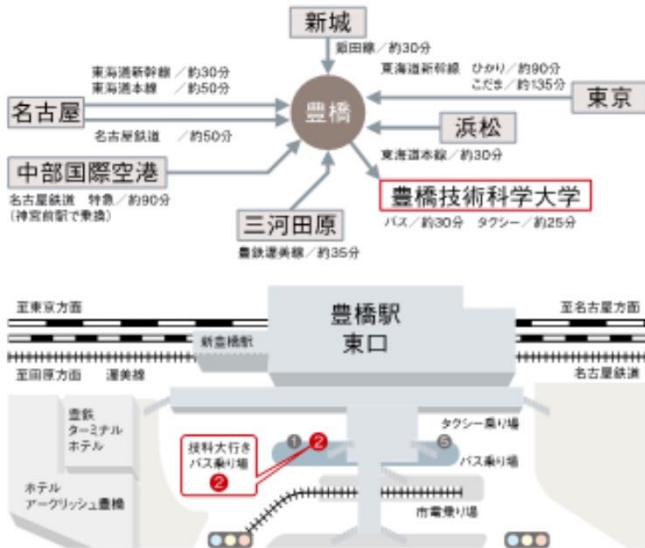 新城
飯田線／約30分
東海道新幹線／約30分
東海道本線／約50分
東海道新幹線 ひかり／約90分
こだま／約135分
名古屋
豊橋
東京
名古屋鉄道 ／約50分
浜松
東海道本線／約30分
中部国際空港
名古屋鉄道 特急／約90分
(神宮前駅で乗換)
豊橋技術科学大学
バス／約30分 タクシー／約25分
三河田原
豊鉄渥美線／約35分
至東京方面
豊橋駅
東口
至名古屋方面
新豊橋駅
至田原方面 渥美線
名古屋鉄道
豊鉄
ターミナル
ホテル
タクシー乗り場
技科大行き
バス乗り場
2
1
2
5
バス乗り場
ホテル
アークリッシュ豊橋
市電乗り場